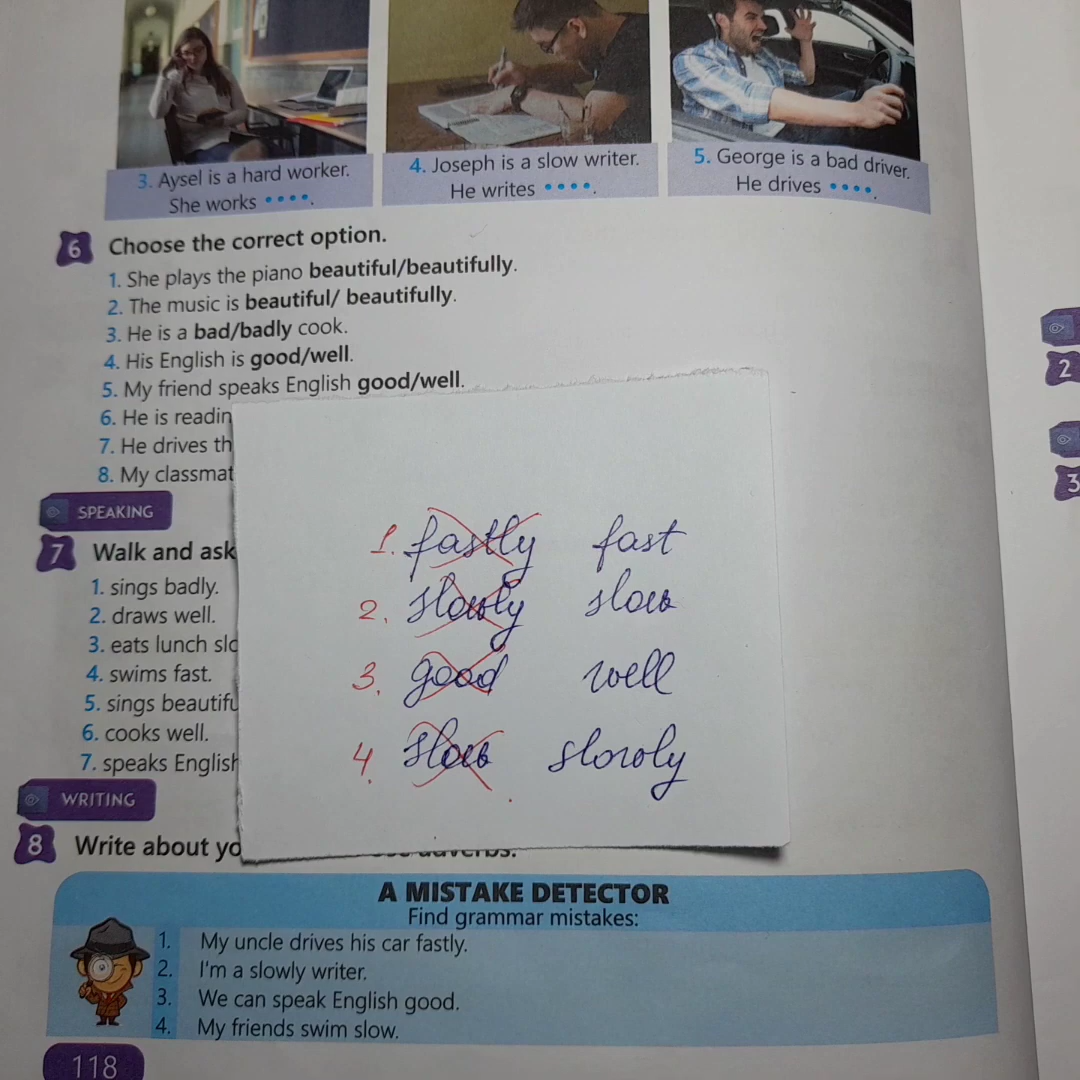 3. Aysel is a hard worker.
She works ••••.
4. Joseph is a slow writer.
He writes ••••.
5. George is a bad driver.
He drives ••••.
6 Choose the correct option.
1. She plays the piano beautiful/beautifully.
2. The music is beautiful/ beautifully.
3. He is a bad/badly cook.
4. His English is good/well.
5. My friend speaks English good/well.
6. He is readin
7. He drives th
8. My classmat
SPEAKING
7 Walk and ask
1. sings badly.
2. draws well.
3. eats lunch slo
4. swims fast.
5. sings beautifu
6. cooks well.
7. speaks English
WRITING
8 Write about yo adverbs.
1. fastly fast
2. slowly slow
3. good well
4. slow slowly
A MISTAKE DETECTOR
Find grammar mistakes:
1. My uncle drives his car fastly.
2. I'm a slowly writer.
3. We can speak English good.
4. My friends swim slow.
118
2
3